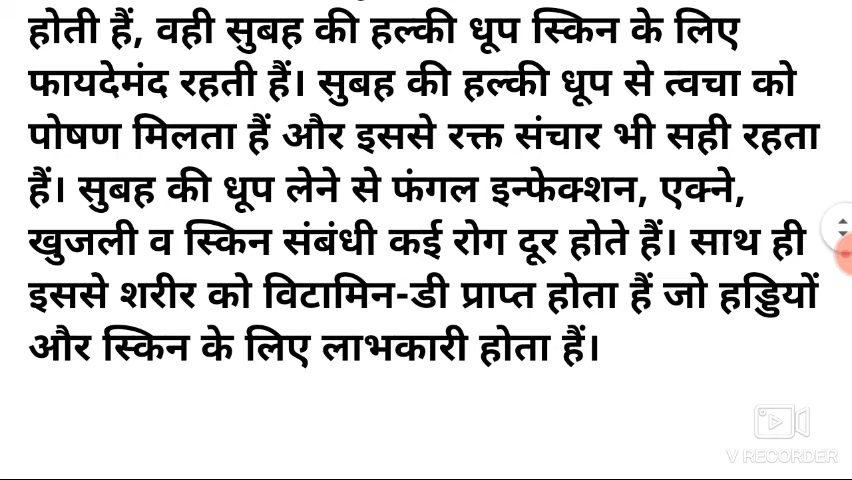 होती हैं, वही सुबह की हल्की धूप स्किन के लिए
फायदेमंद रहती हैं। सुबह की हल्की धूप से त्वचा को
पोषण मिलता हैं और इससे रक्त संचार भी सही रहता
हैं। सुबह की धूप लेने से फंगल इन्फेक्शन, एक्ने,
खुजली व स्किन संबंधी कई रोग दूर होते हैं। साथ ही
इससे शरीर को विटामिन-डी प्राप्त होता हैं जो हड्डियों
और स्किन के लिए लाभकारी होता हैं।
V RECORDER